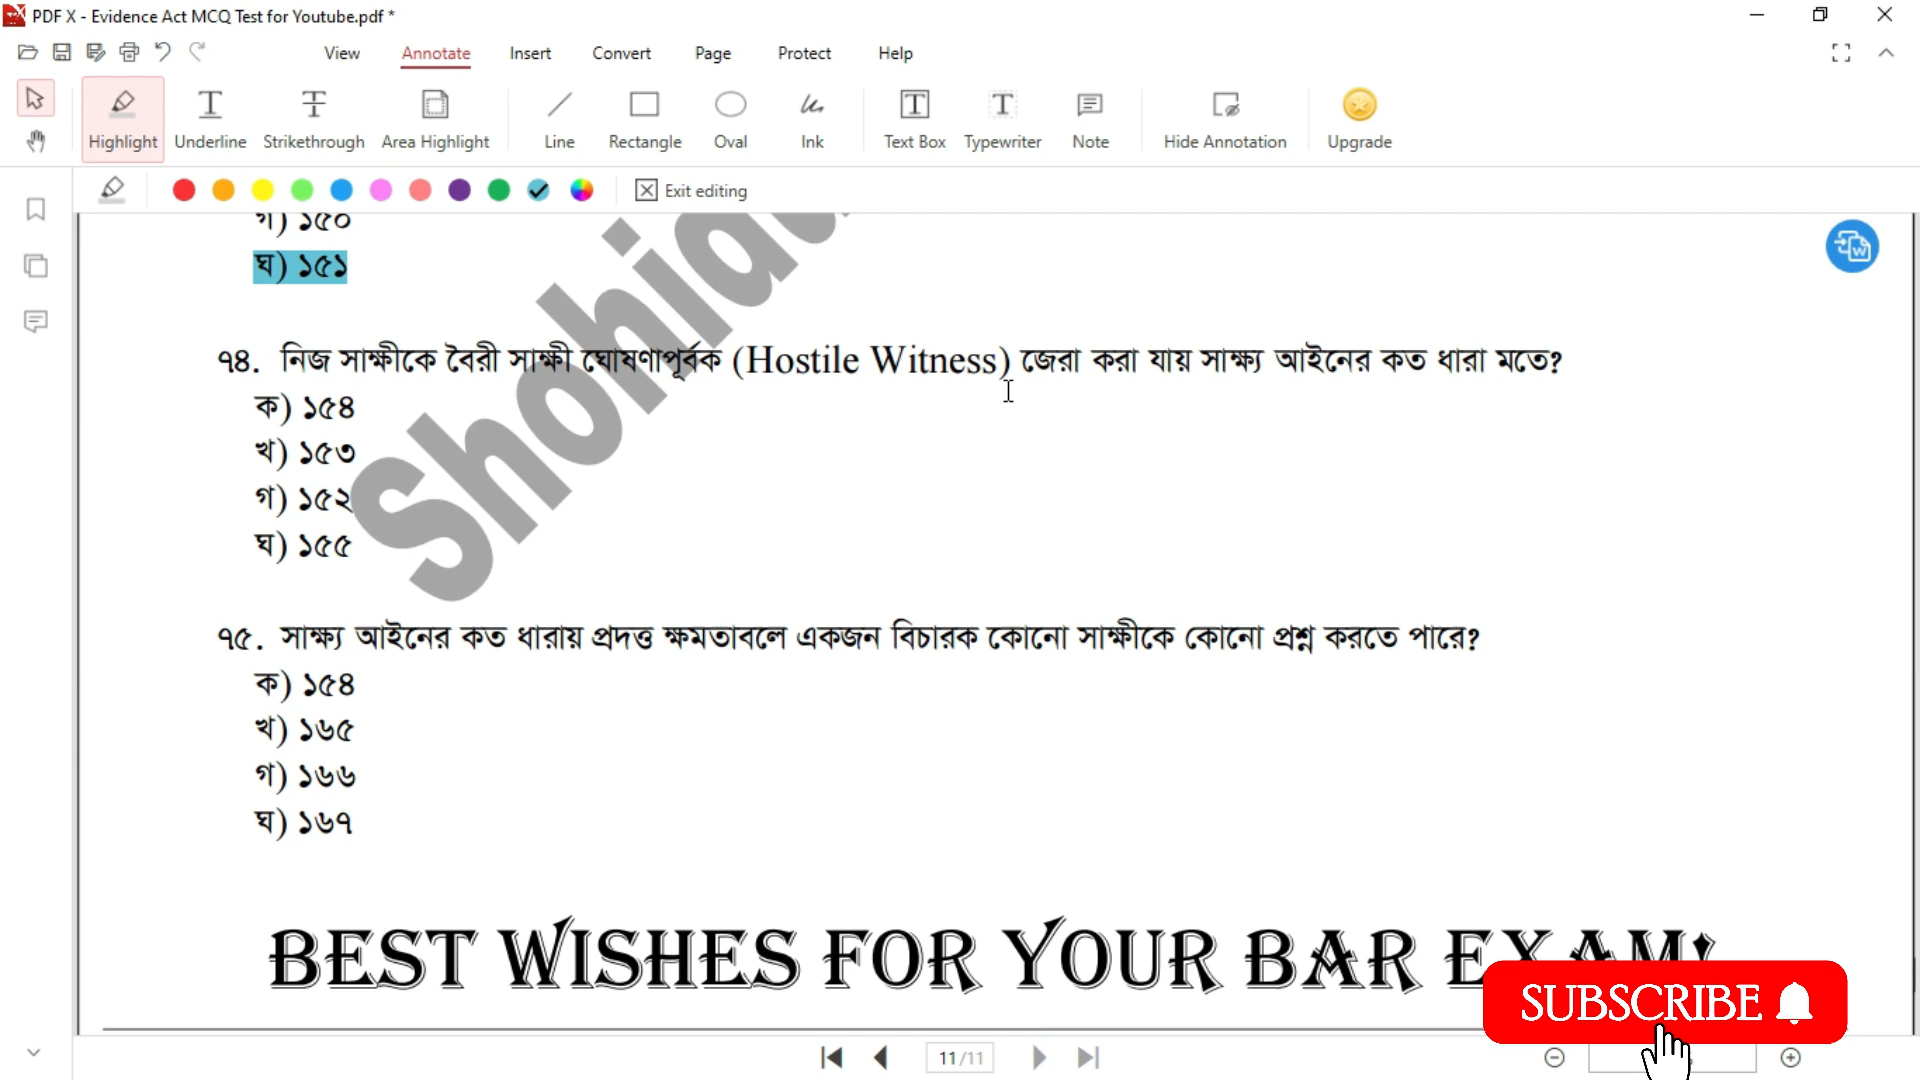 PDF X - Evidence Act MCQ Test for Youtube.pdf *
View Annotate Insert Convert Page Protect Help
Highlight Underline Strikethrough Area Highlight Line Rectangle Oval Ink Text Box Typewriter Note Hide Annotation Upgrade
Exit editing
গ) ১৫০
ঘ) ১৫১
৭৪. নিজ সাক্ষীকে বৈরী সাক্ষী ঘোষণাপূর্বক (Hostile Witness) জেরা করা যায় সাক্ষ্য আইনের কত ধারা মতে?
ক) ১৫৪
খ) ১৫৩
গ) ১৫২
ঘ) ১৫৫
৭৫. সাক্ষ্য আইনের কত ধারায় প্রদত্ত ক্ষমতাবলে একজন বিচারক কোনো সাক্ষীকে কোনো প্রশ্ন করতে পারে?
ক) ১৫৪
খ) ১৬৫
গ) ১৬৬
ঘ) ১৬৭
BEST WISHES FOR YOUR BAR EXAM!
SUBSCRIBE
11/11